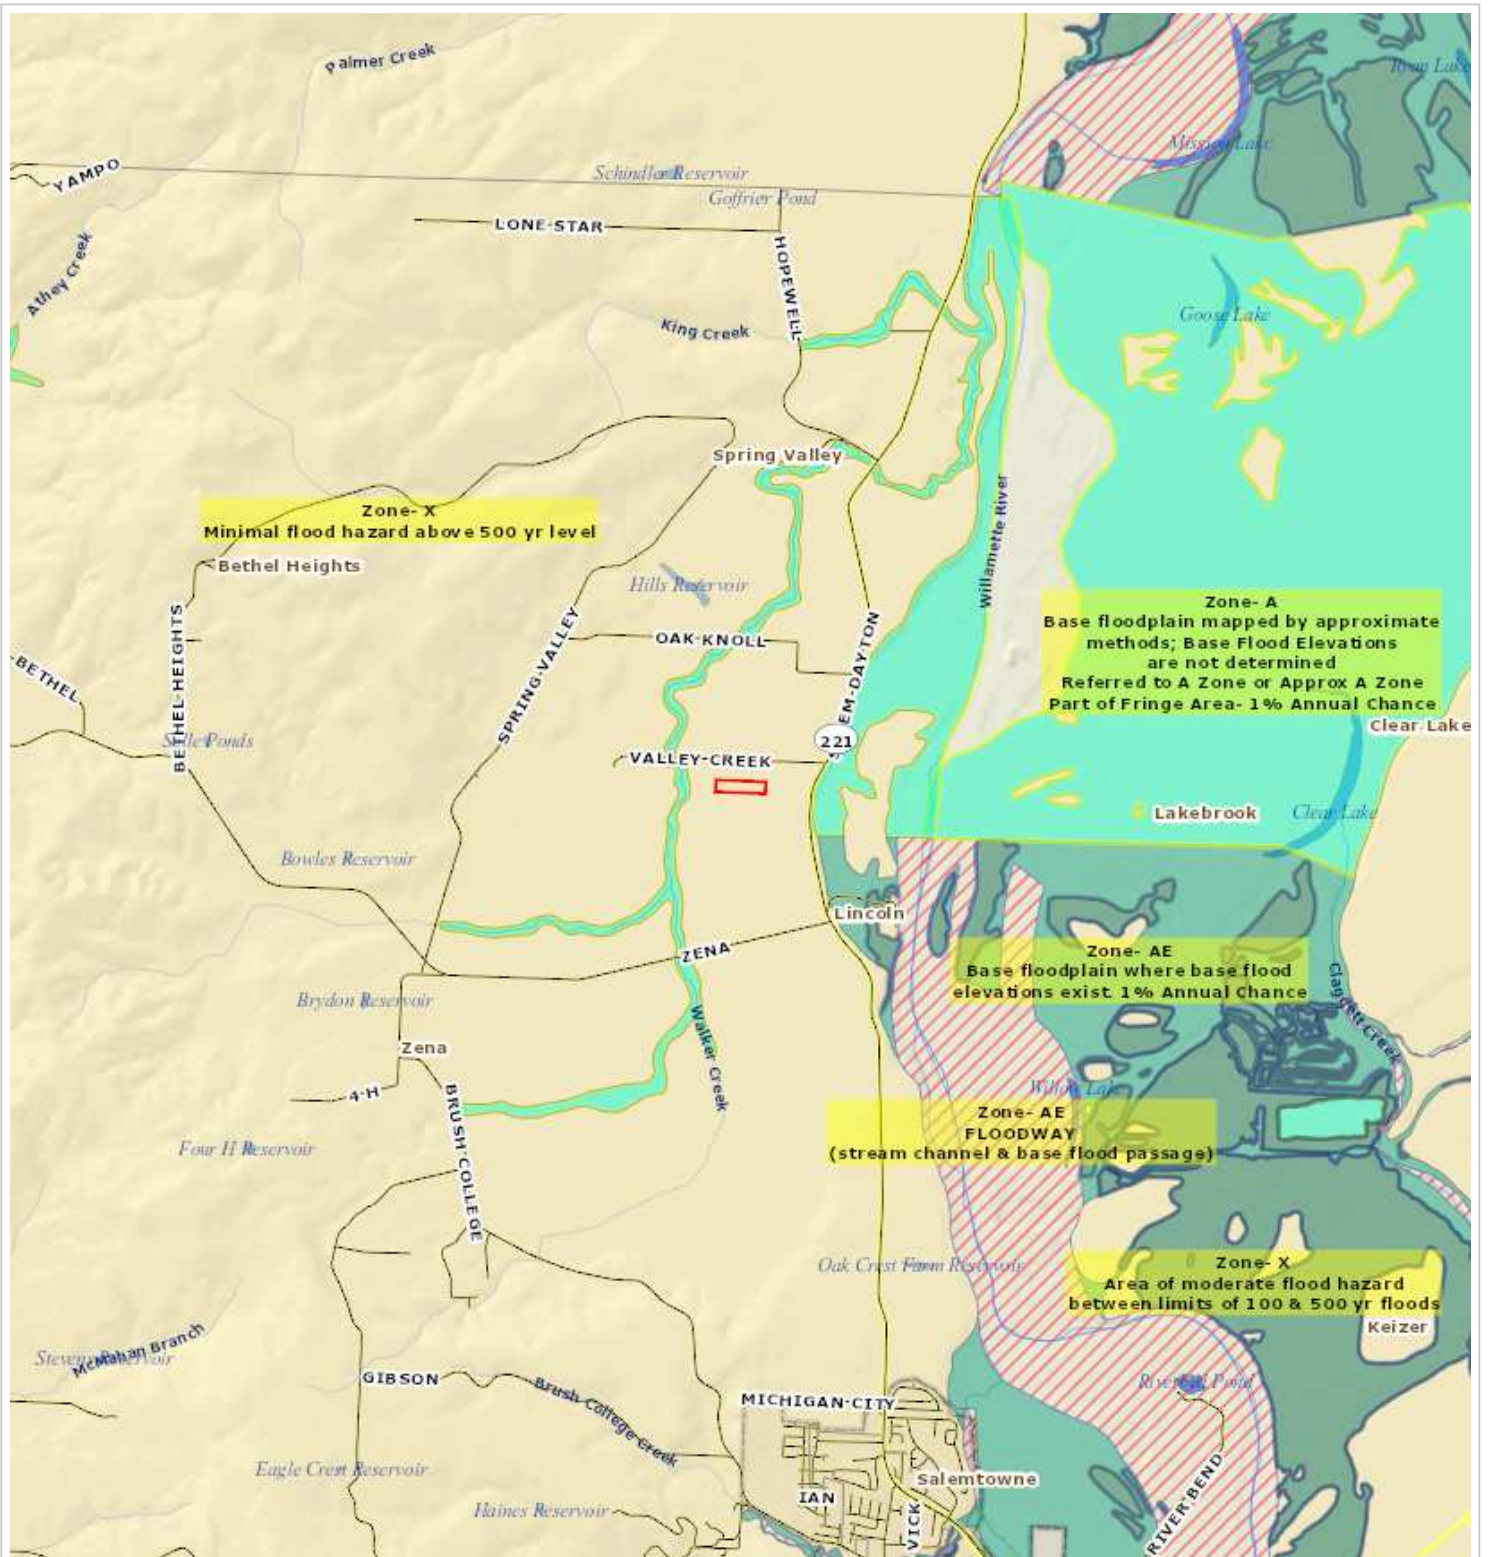 Palmer Creek
Ryan Lake
Mission Lake
YAMPO
Schindler Reservoir
Goffrier Pond
LONE-STAR
HOPEWELL
Athey Creek
Goose Lake
King Creek
Spring Valley
Willamette River
Zone- X
Minimal flood hazard above 500 yr level
Bethel Heights
Hills Reservoir
BETHEL-HEIGHTS
SPRING-VALLEY
OAK-KNOLL
Zone- A
Base floodplain mapped by approximate
methods; Base Flood Elevations
are not determined
Referred to A Zone or Approx A Zone
Part of Fringe Area- 1% Annual Chance
BETHEL
Clear Lake
221
VALLEY-CREEK
Lakebrook
Clear Lake
Bowles Reservoir
Lincoln
ZENA
Zone- AE
Base floodplain where base flood
elevations exist. 1% Annual Chance
Claggett Creek
Brydon Reservoir
Walker Creek
Zena
4-H
BRUSH-COLLEGE
Willow Lake
Zone- AE
FLOODWAY
(stream channel & base flood passage)
Four H Reservoir
Oak Crest Farm Reservoir
Zone- X
Area of moderate flood hazard
between limits of 100 & 500 yr floods
Keizer
McMahan Branch
GIBSON
Brush College Creek
MICHIGAN-CITY
Eagle Crest Reservoir
Salemtowne
IAN
VICK
RIVER-BEND
Haines Reservoir